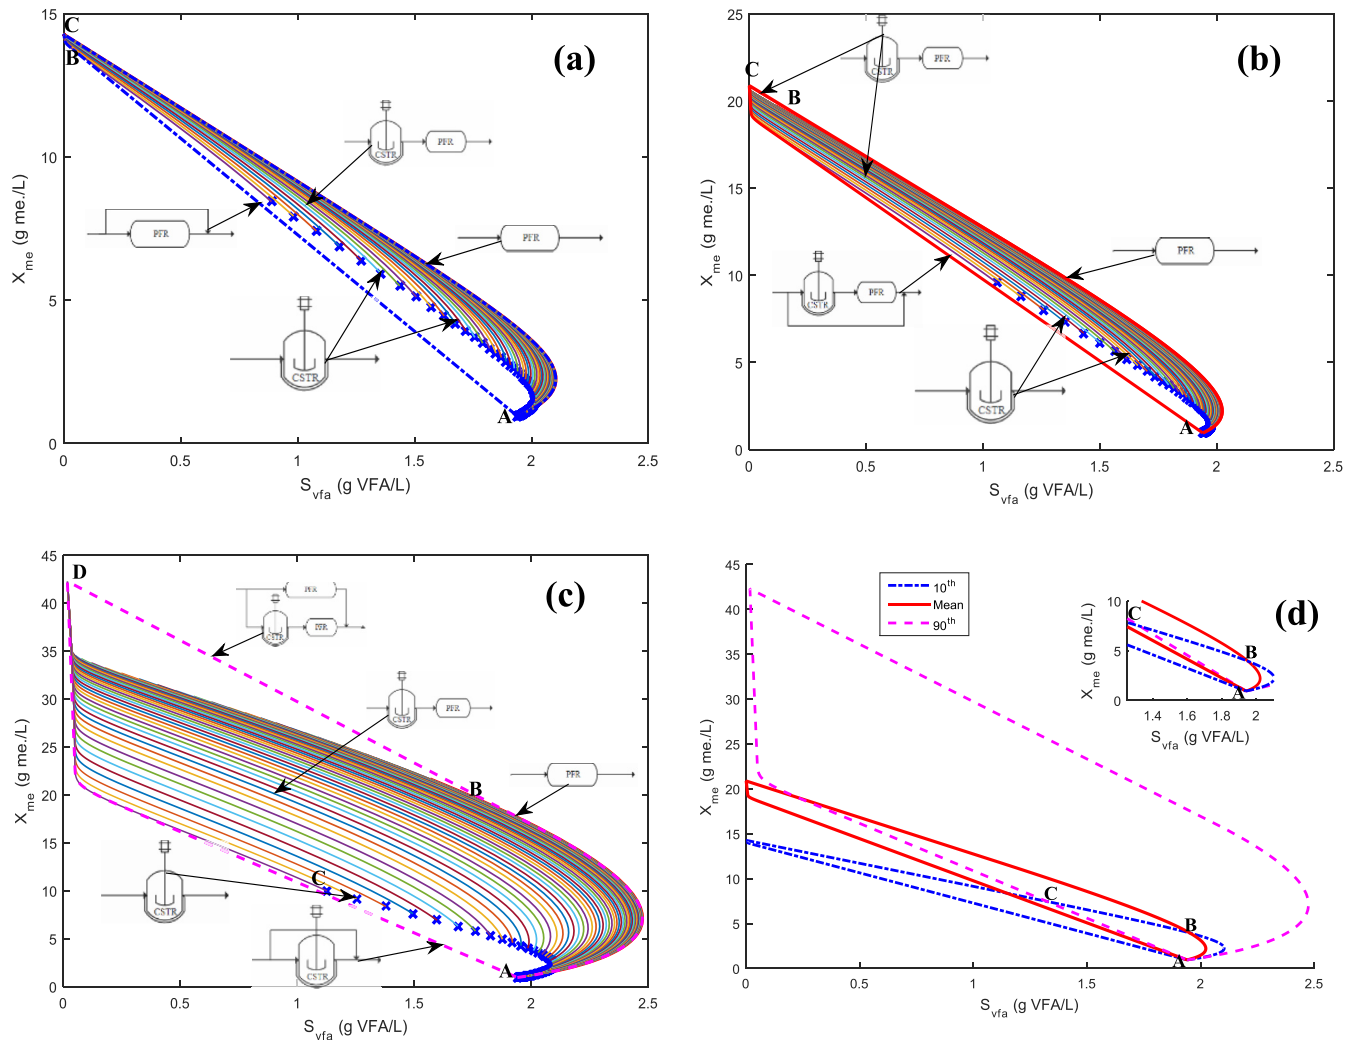 15
10
5
0
0
0.5
1
1.5
2
2.5
X_me (g me./L)
S_vfa (g VFA/L)
(a)
C
B
A
CSTR
PFR
PFR
PFR
CSTR
25
20
15
10
5
0
0
0.5
1
1.5
2
2.5
X_me (g me./L)
S_vfa (g VFA/L)
(b)
C
B
A
CSTR
PFR
PFR
CSTR
PFR
CSTR
45
40
35
30
25
20
15
10
5
0
0
0.5
1
1.5
2
2.5
X_me (g me./L)
S_vfa (g VFA/L)
(c)
D
B
C
A
PFR
CSTR
PFR
CSTR
PFR
PFR
CSTR
CSTR
45
40
35
30
25
20
15
10
5
0
0
0.5
1
1.5
2
2.5
X_me (g me./L)
S_vfa (g VFA/L)
(d)
10th
Mean
90th
C
B
A
10
5
0
1.4
1.6
1.8
2
X_me (g me./L)
S_vfa (g VFA/L)
C
B
A